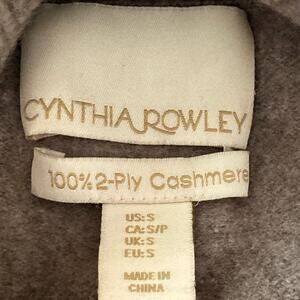 CYNTHIA ROWLEY
100% 2-Ply Cashmere
US: S
CA: S/P
UK: S
EU: S
MADE IN
CHINA